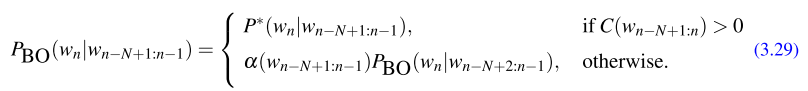 P_BO(w_n|w_{n−N+1:n−1}) = { P*(w_n|w_{n−N+1:n−1}), if C(w_{n−N+1:n}) > 0
α(w_{n−N+1:n−1})P_BO(w_n|w_{n−N+2:n−1}), otherwise. (3.29)